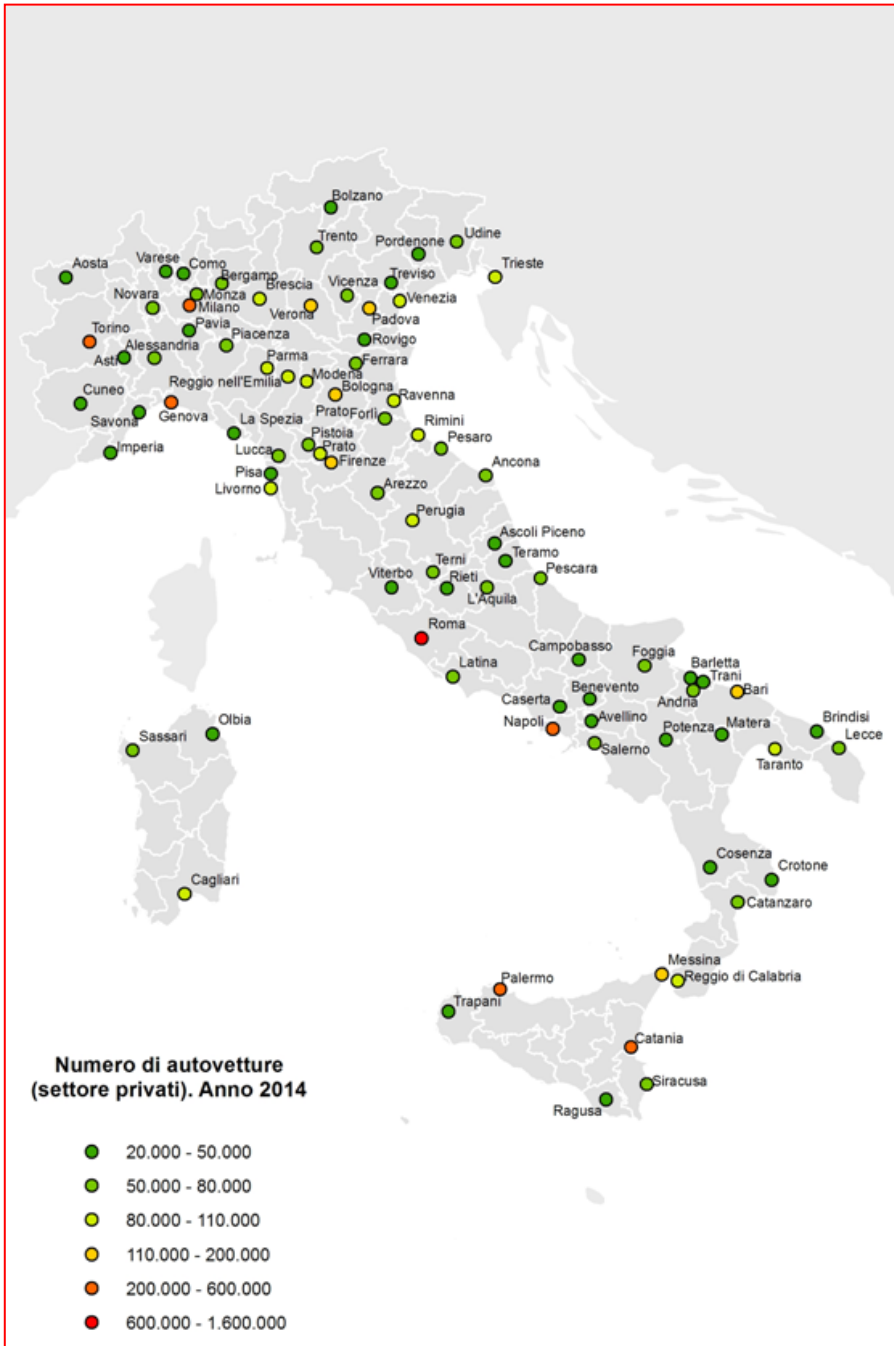 Bolzano
Trento
Pordenone
Udine
Aosta
Varese
Como
Bergamo
Brescia
Vicenza
Treviso
Trieste
Novara
Monza
Milano
Verona
Venezia
Padova
Torino
Pavia
Piacenza
Rovigo
Asti
Alessandria
Parma
Ferrara
Reggio nell'Emilia
Modena
Bologna
Ravenna
Cuneo
Savona
Genova
La Spezia
Prato
Forlì
Rimini
Imperia
Pistoia
Lucca
Prato
Firenze
Pesaro
Pisa
Livorno
Arezzo
Ancona
Perugia
Ascoli Piceno
Teramo
Terni
Viterbo
Rieti
L'Aquila
Pescara
Roma
Latina
Campobasso
Foggia
Barletta
Trani
Andria
Bari
Benevento
Caserta
Napoli
Avellino
Salerno
Potenza
Matera
Brindisi
Lecce
Taranto
Olbia
Sassari
Cagliari
Cosenza
Crotone
Catanzaro
Messina
Reggio di Calabria
Palermo
Trapani
Catania
Siracusa
Ragusa
Numero di autovetture
(settore privati). Anno 2014
20.000 - 50.000
50.000 - 80.000
80.000 - 110.000
110.000 - 200.000
200.000 - 600.000
600.000 - 1.600.000